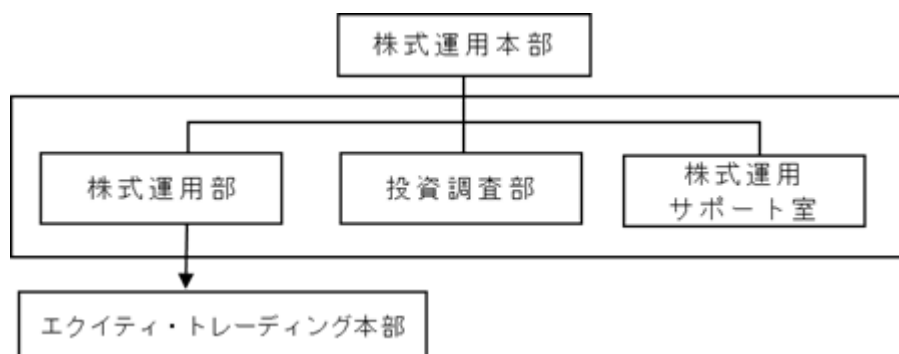 株式運用本部
株式運用部
投資調査部
株式運用
サポート室
エクイティ・トレーディング本部